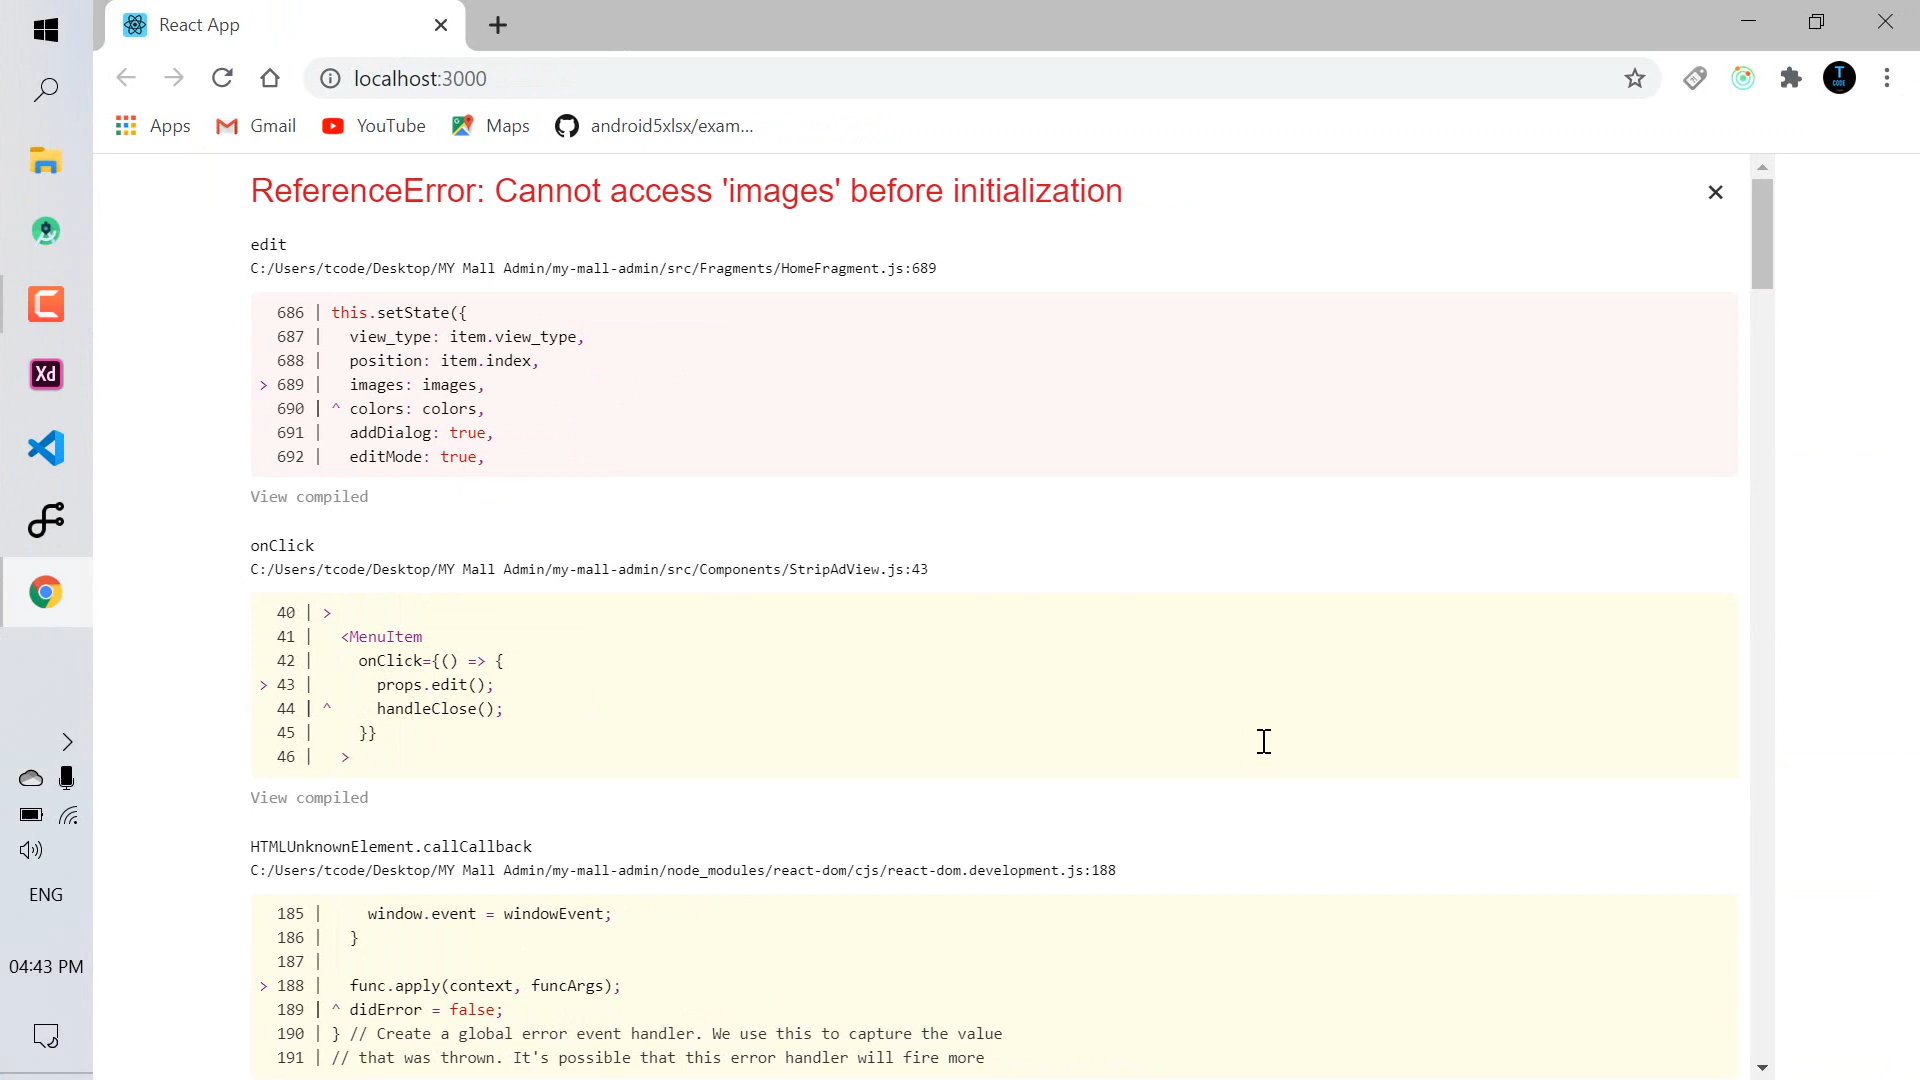 React App
localhost:3000
T
CODE
Apps
Gmail
YouTube
Maps
android5xlsx/exam...
ReferenceError: Cannot access 'images' before initialization
edit
C:/Users/tcode/Desktop/MY Mall Admin/my-mall-admin/src/Fragments/HomeFragment.js:689
686 | this.setState({
687 |   view_type: item.view_type,
688 |   position: item.index,
> 689 |   images: images,
690 | ^ colors: colors,
691 |   addDialog: true,
692 |   editMode: true,
View compiled
onClick
C:/Users/tcode/Desktop/MY Mall Admin/my-mall-admin/src/Components/StripAdView.js:43
40 | >
41 |   <MenuItem
42 |     onClick={() => {
> 43 |       props.edit();
44 | ^     handleClose();
45 |     }}
46 |   >
View compiled
HTMLUnknownElement.callCallback
C:/Users/tcode/Desktop/MY Mall Admin/my-mall-admin/node_modules/react-dom/cjs/react-dom.development.js:188
185 |     window.event = windowEvent;
186 |   }
187 |
> 188 |   func.apply(context, funcArgs);
189 | ^ didError = false;
190 | } // Create a global error event handler. We use this to capture the value
191 | // that was thrown. It's possible that this error handler will fire more
Xd
ENG
04:43 PM